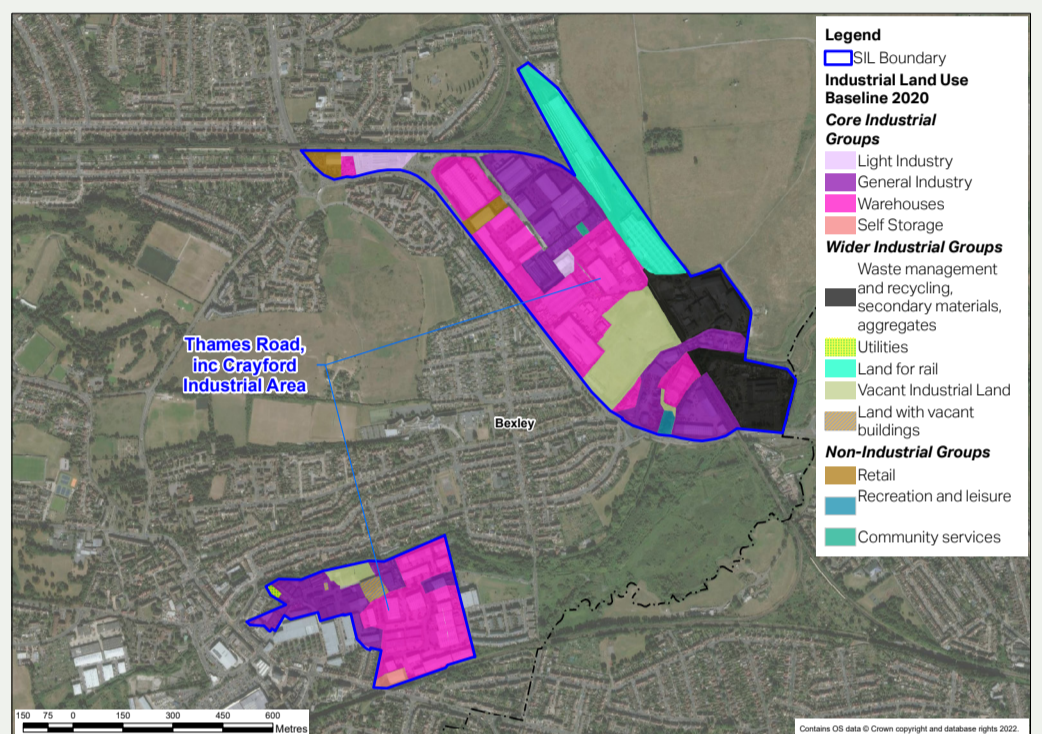 Legend
SIL Boundary
Industrial Land Use
Baseline 2020
Core Industrial
Groups
Light Industry
General Industry
Warehouses
Self Storage
Wider Industrial Groups
Waste management
and recycling,
secondary materials,
aggregates
Utilities
Land for rail
Vacant Industrial Land
Land with vacant
buildings
Non-Industrial Groups
Retail
Recreation and leisure
Community services
Thames Road,
inc Crayford
Industrial Area
Bexley
150 75 0 150 300 450 600
Metres
Contains OS data © Crown copyright and database rights 2022.